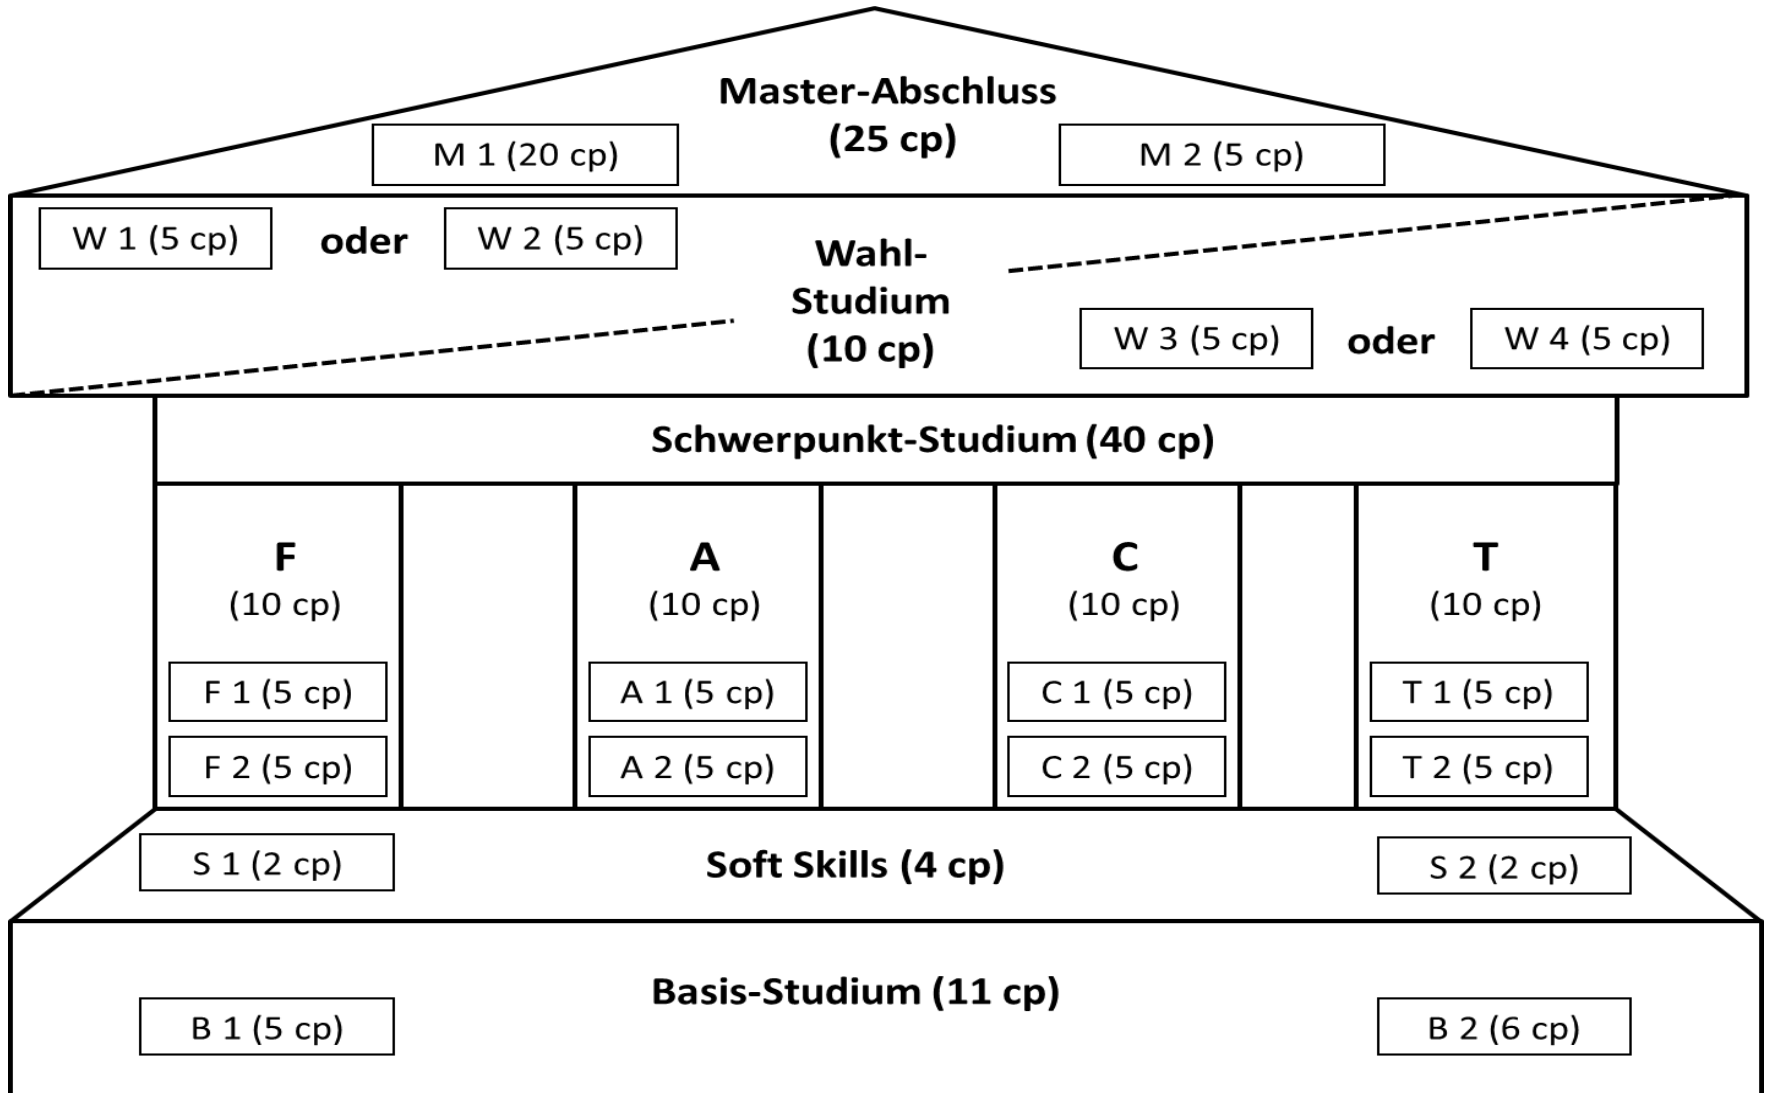 Master-Abschluss
(25 cp)
M 1 (20 cp)
M 2 (5 cp)
W 1 (5 cp) oder W 2 (5 cp)
Wahl-
Studium
(10 cp)
W 3 (5 cp) oder W 4 (5 cp)
Schwerpunkt-Studium (40 cp)
F
(10 cp)
F 1 (5 cp)
F 2 (5 cp)
A
(10 cp)
A 1 (5 cp)
A 2 (5 cp)
C
(10 cp)
C 1 (5 cp)
C 2 (5 cp)
T
(10 cp)
T 1 (5 cp)
T 2 (5 cp)
S 1 (2 cp)
Soft Skills (4 cp)
S 2 (2 cp)
Basis-Studium (11 cp)
B 1 (5 cp)
B 2 (6 cp)